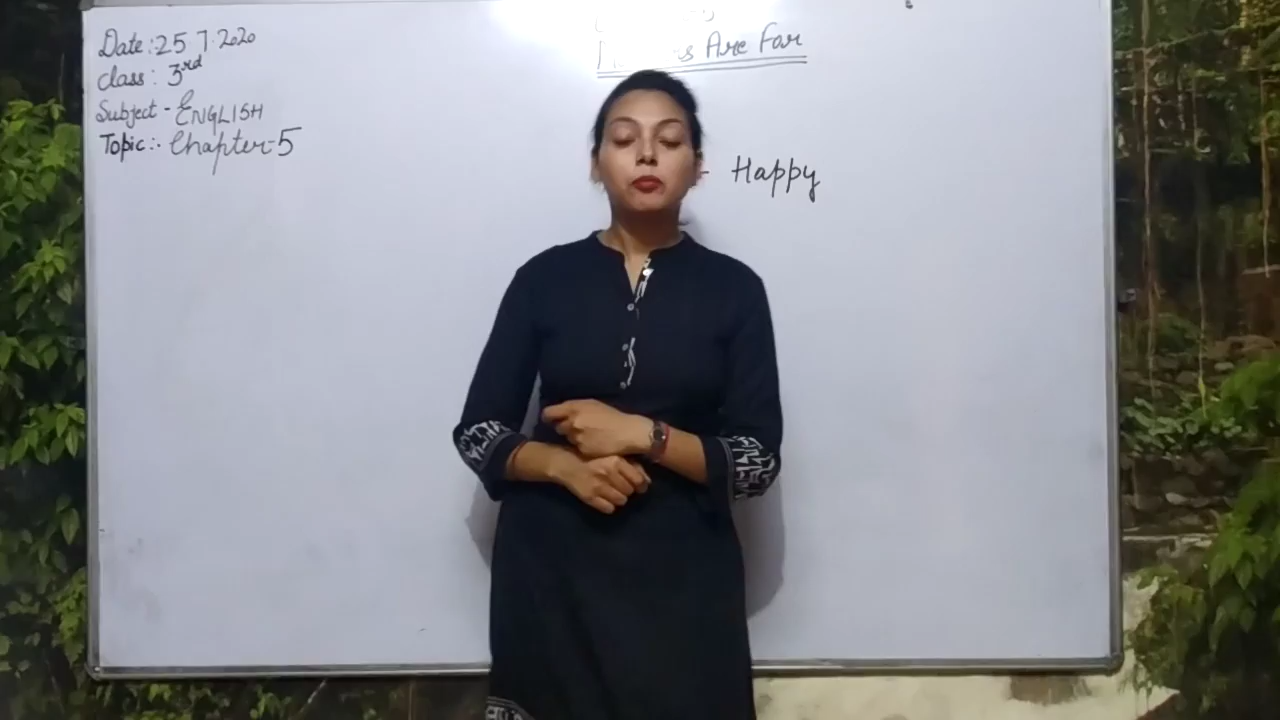 Date:25 7.2020
Class: 3rd
Subject - ENGLISH
Topic:- Chapter-5
Are For
- Happy